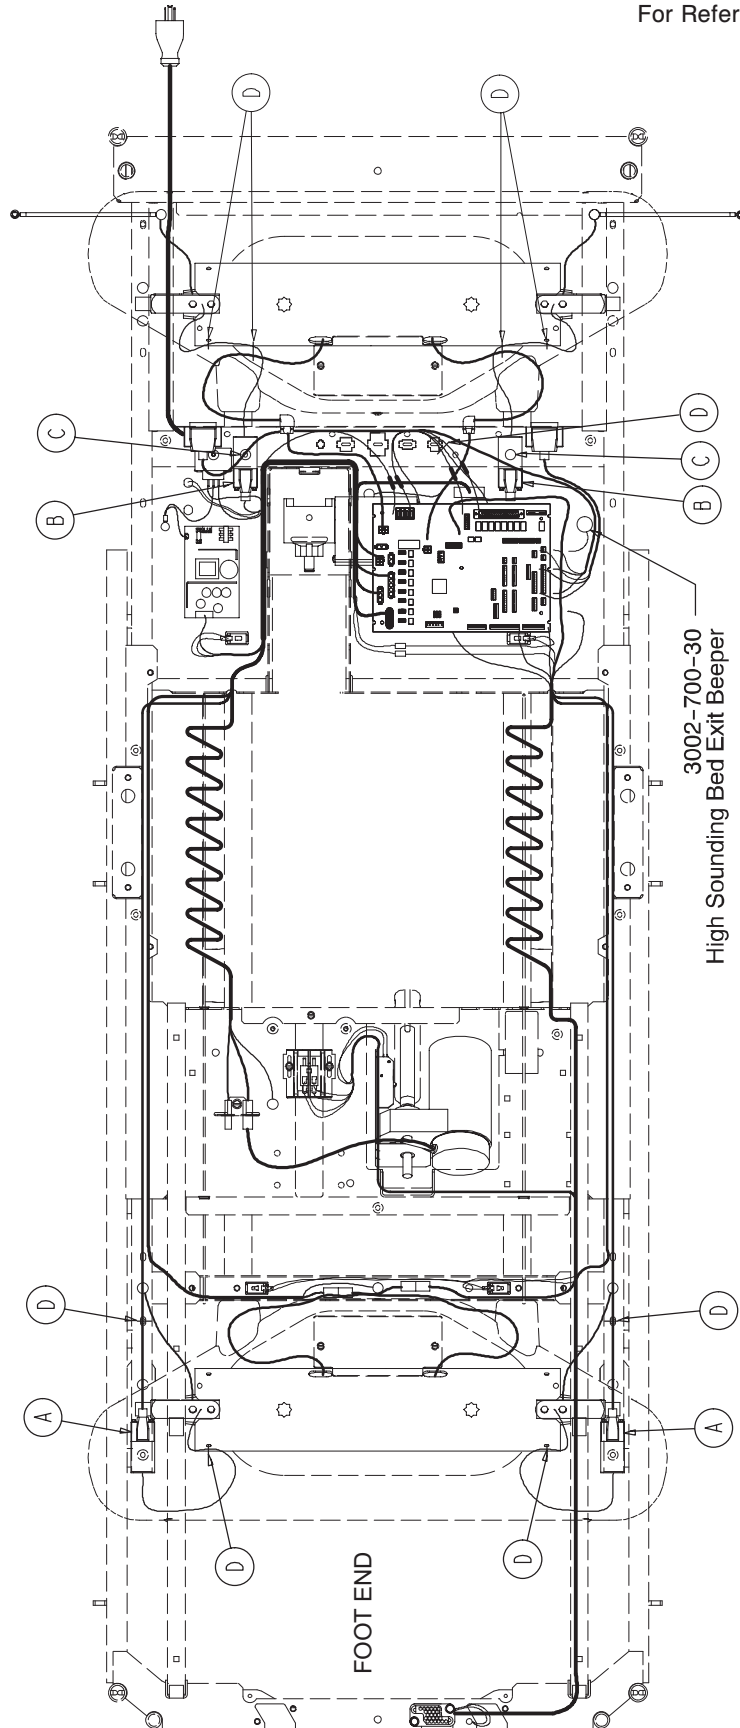 For Refer
D
D
C
B
D
C
B
3002-700-30
High Sounding Bed Exit Beeper
D
D
A
A
D
D
FOOT END